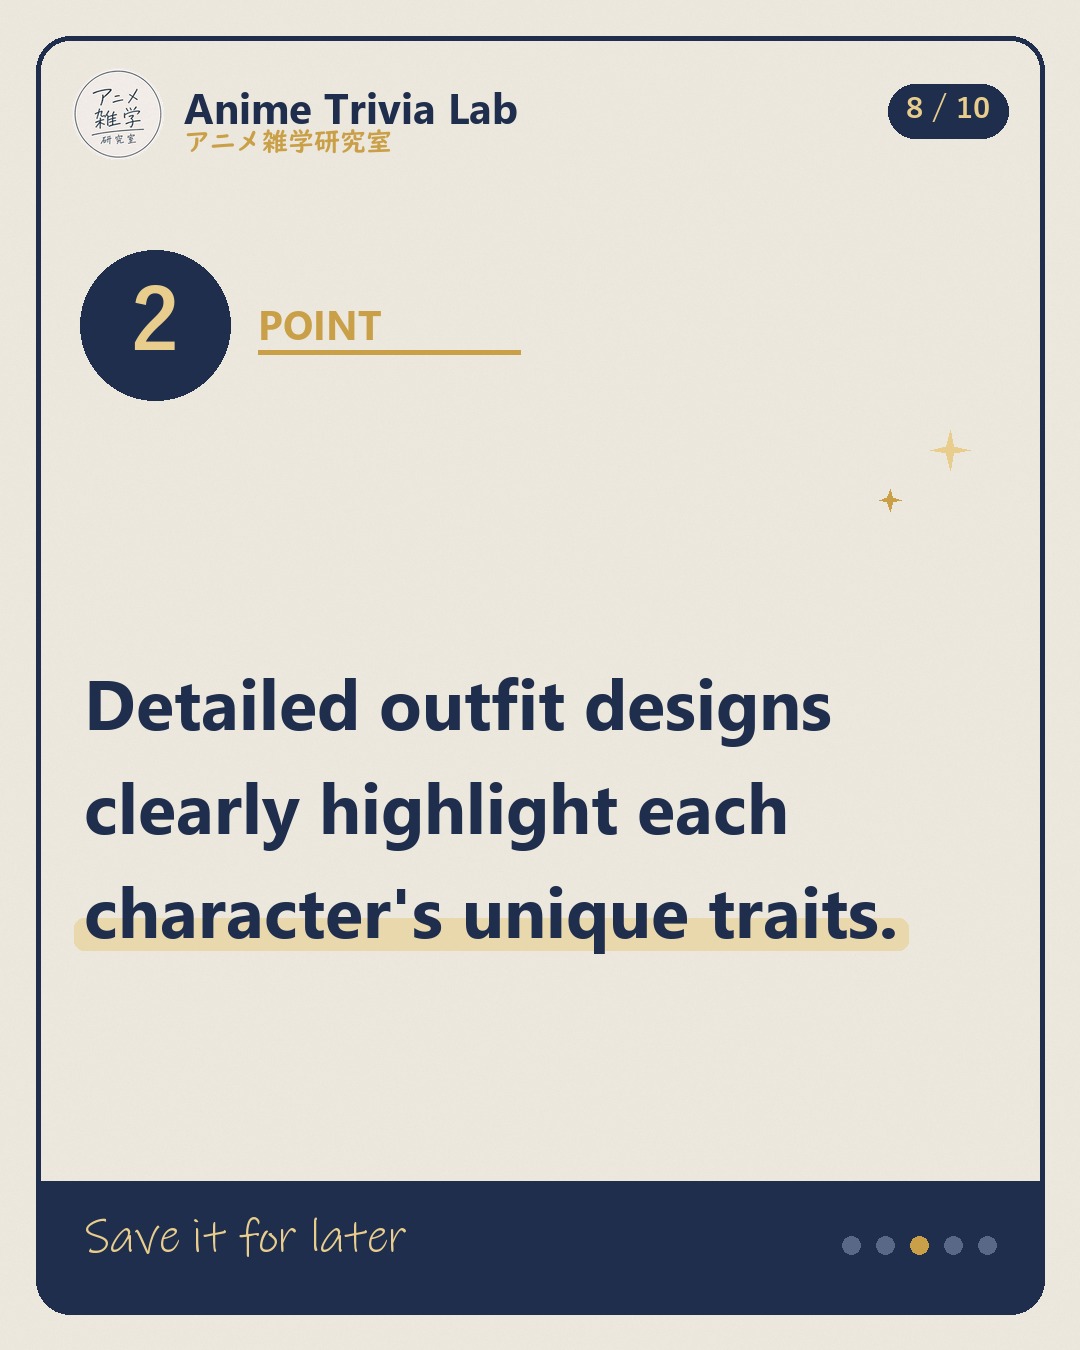 アニメ
雑学
研究室
Anime Trivia Lab
アニメ雑学研究室
8 / 10
2
POINT
Detailed outfit designs
clearly highlight each
character's unique traits.
Save it for later